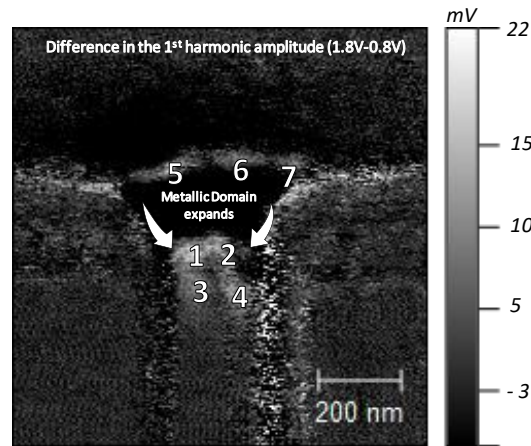 mV
22
Difference in the 1st harmonic amplitude (1.8V-0.8V)
15
5 6 7
Metallic Domain
expands
10
1 2
3 4
5
- 3
200 nm